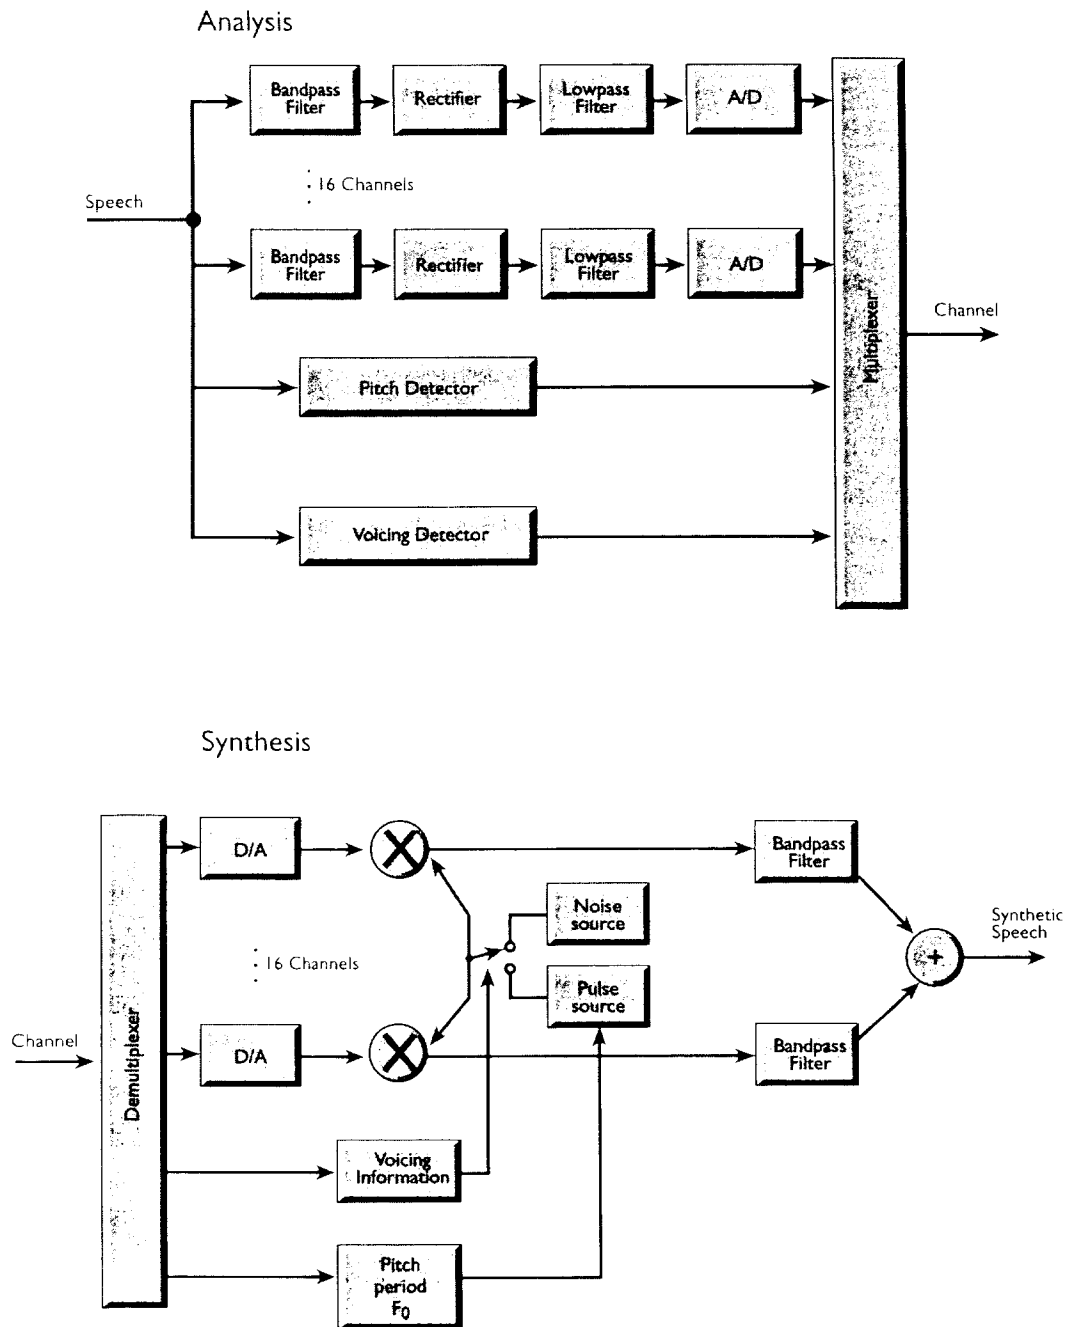 Analysis
Bandpass
Filter
Rectifier
Lowpass
Filter
A/D
16 Channels
Speech
Bandpass
Filter
Rectifier
Lowpass
Filter
A/D
Multiplexer
Channel
Pitch Detector
Voicing Detector
Synthesis
D/A
Bandpass
Filter
Noise
source
Synthetic
Speech
16 Channels
+
Pulse
source
Channel
Demultiplexer
D/A
Bandpass
Filter
Voicing
Information
Pitch
period
F0